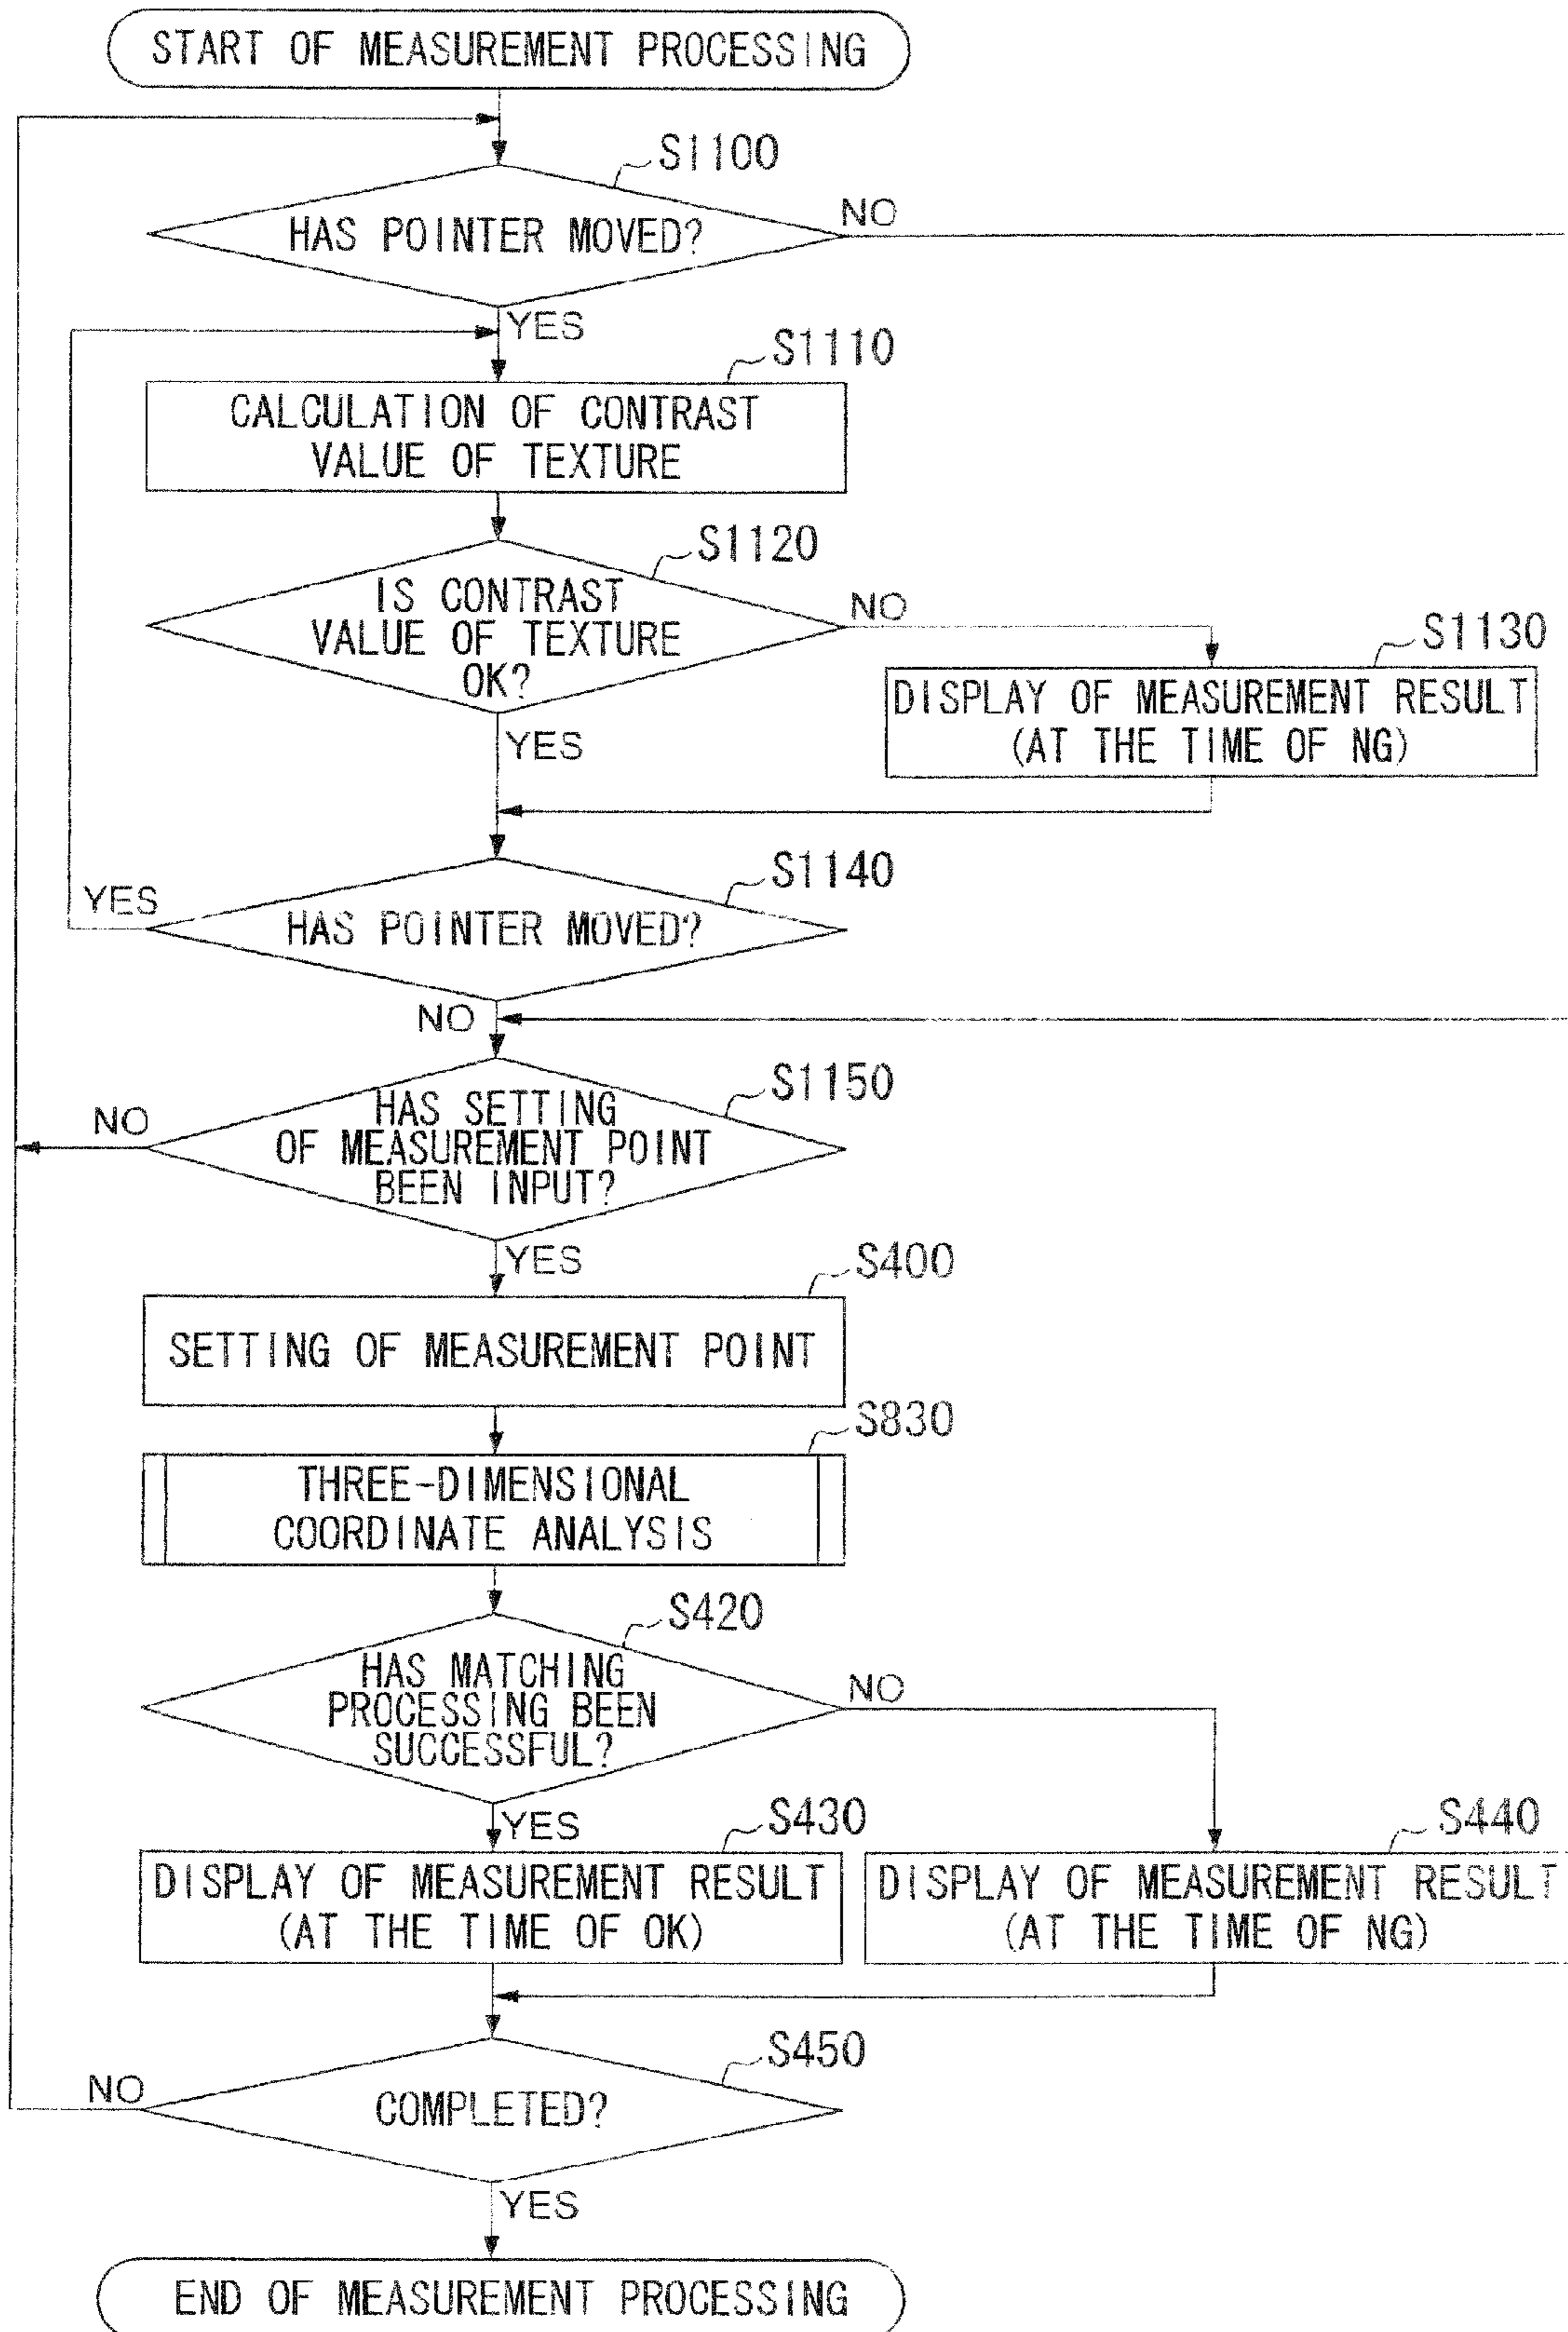 START OF MEASUREMENT PROCESSING
S1100
HAS POINTER MOVED?
NO
YES
S1110
CALCULATION OF CONTRAST
VALUE OF TEXTURE
S1120
IS CONTRAST
VALUE OF TEXTURE
OK?
NO
S1130
DISPLAY OF MEASUREMENT RESULT
(AT THE TIME OF NG)
YES
S1140
YES
HAS POINTER MOVED?
NO
S1150
NO
HAS SETTING
OF MEASUREMENT POINT
BEEN INPUT?
YES
S400
SETTING OF MEASUREMENT POINT
S830
THREE-DIMENSIONAL
COORDINATE ANALYSIS
S420
HAS MATCHING
PROCESSING BEEN
SUCCESSFUL?
NO
YES
S430
DISPLAY OF MEASUREMENT RESULT
(AT THE TIME OF OK)
S440
DISPLAY OF MEASUREMENT RESULT
(AT THE TIME OF NG)
S450
NO
COMPLETED?
YES
END OF MEASUREMENT PROCESSING